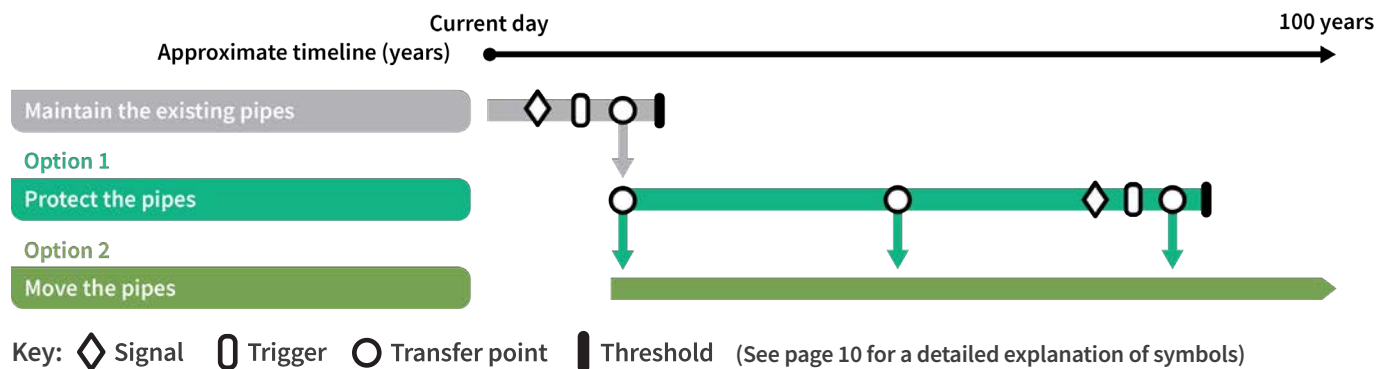 Current day
100 years
Approximate timeline (years)
Maintain the existing pipes
Option 1
Protect the pipes
Option 2
Move the pipes
Key: Signal Trigger Transfer point Threshold (See page 10 for a detailed explanation of symbols)